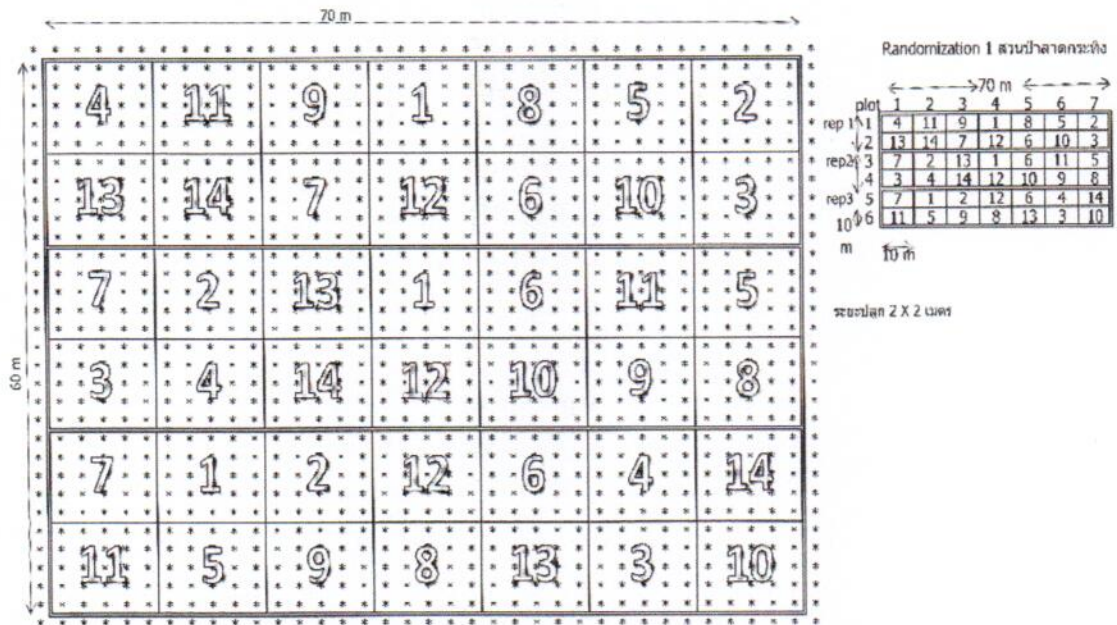 70 m
60 m
4 11 9 1 8 5 2
13 14 7 12 6 10 3
7 2 13 1 6 11 5
3 4 14 12 10 9 8
7 1 2 12 6 4 14
11 5 9 8 13 3 10
Randomization 1 สวนป่าลาดกระทิง
70 m
plot 1 2 3 4 5 6 7
rep 1 1 4 11 9 1 8 5 2
2 13 14 7 12 6 10 3
rep2 3 7 2 13 1 6 11 5
4 3 4 14 12 10 9 8
rep3 5 7 1 2 12 6 4 14
10 6 11 5 9 8 13 3 10
m 10 m
ระยะปลูก 2 X 2 เมตร